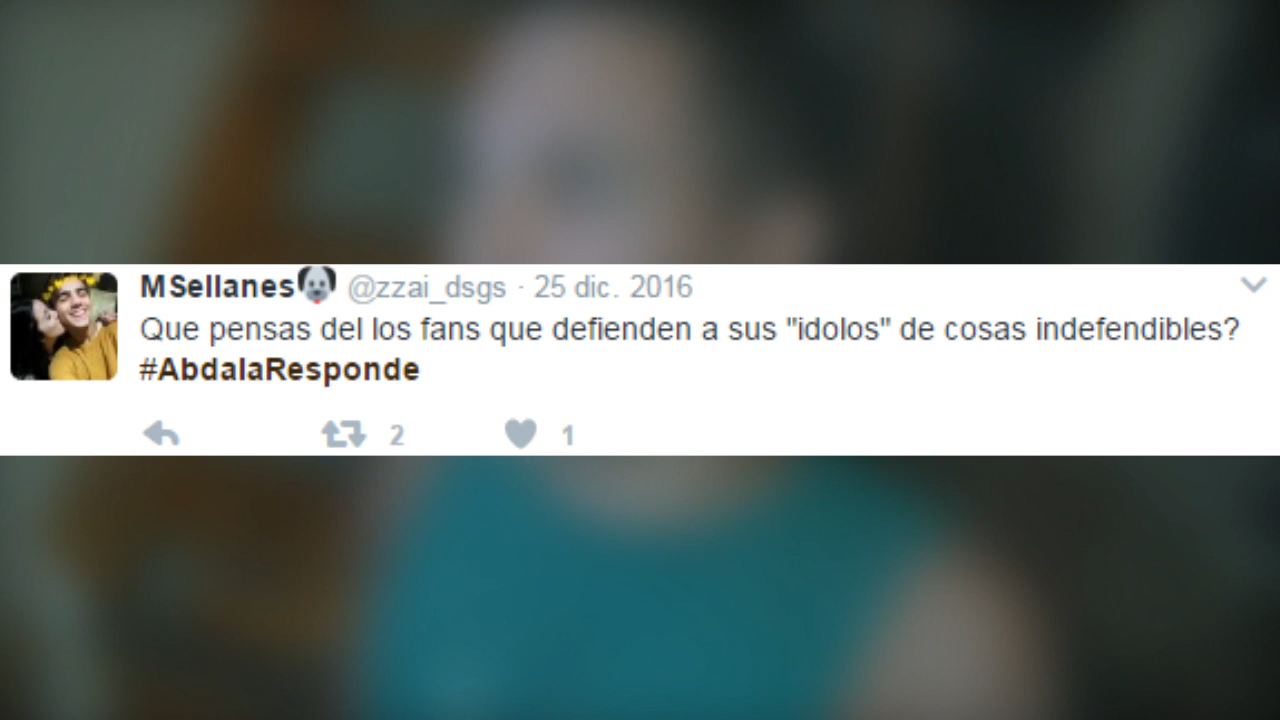 MSellanes @zzai_dsgs · 25 dic. 2016
Que pensas del los fans que defienden a sus "idolos" de cosas indefendibles?
#AbdalaResponde
2 1